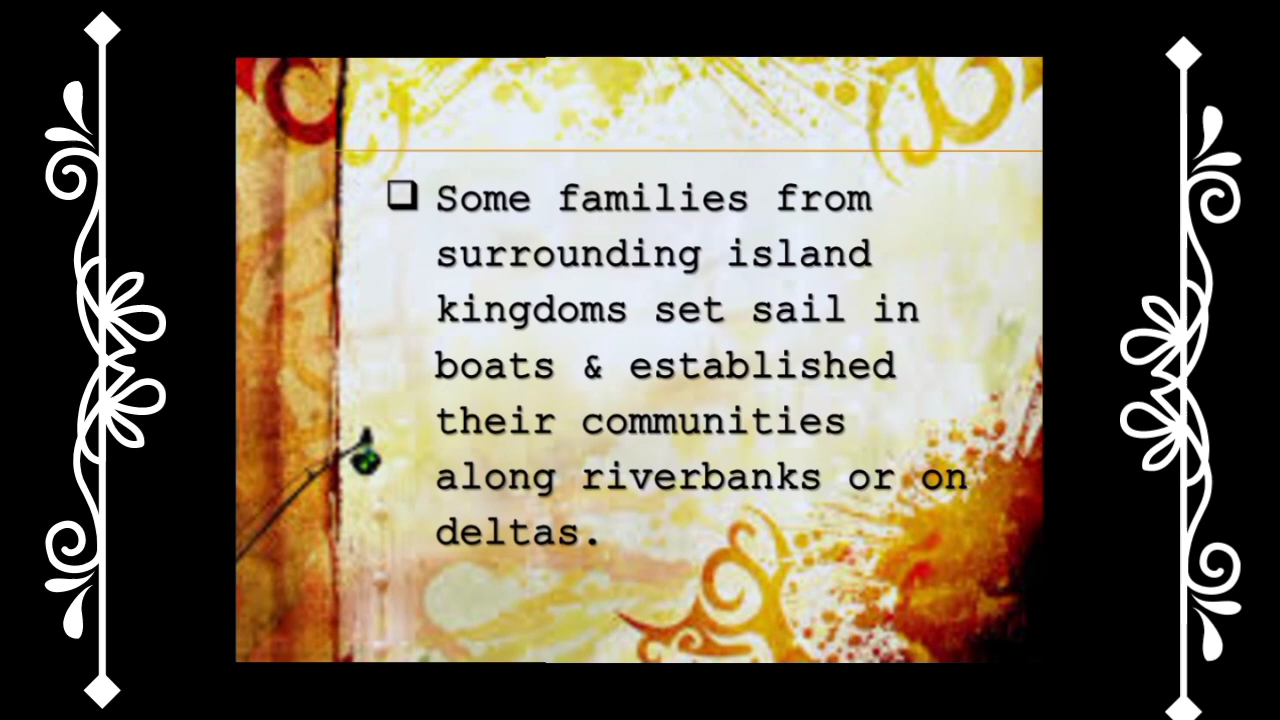 ❑ Some families from
surrounding island
kingdoms set sail in
boats & established
their communities
along riverbanks or on
deltas.